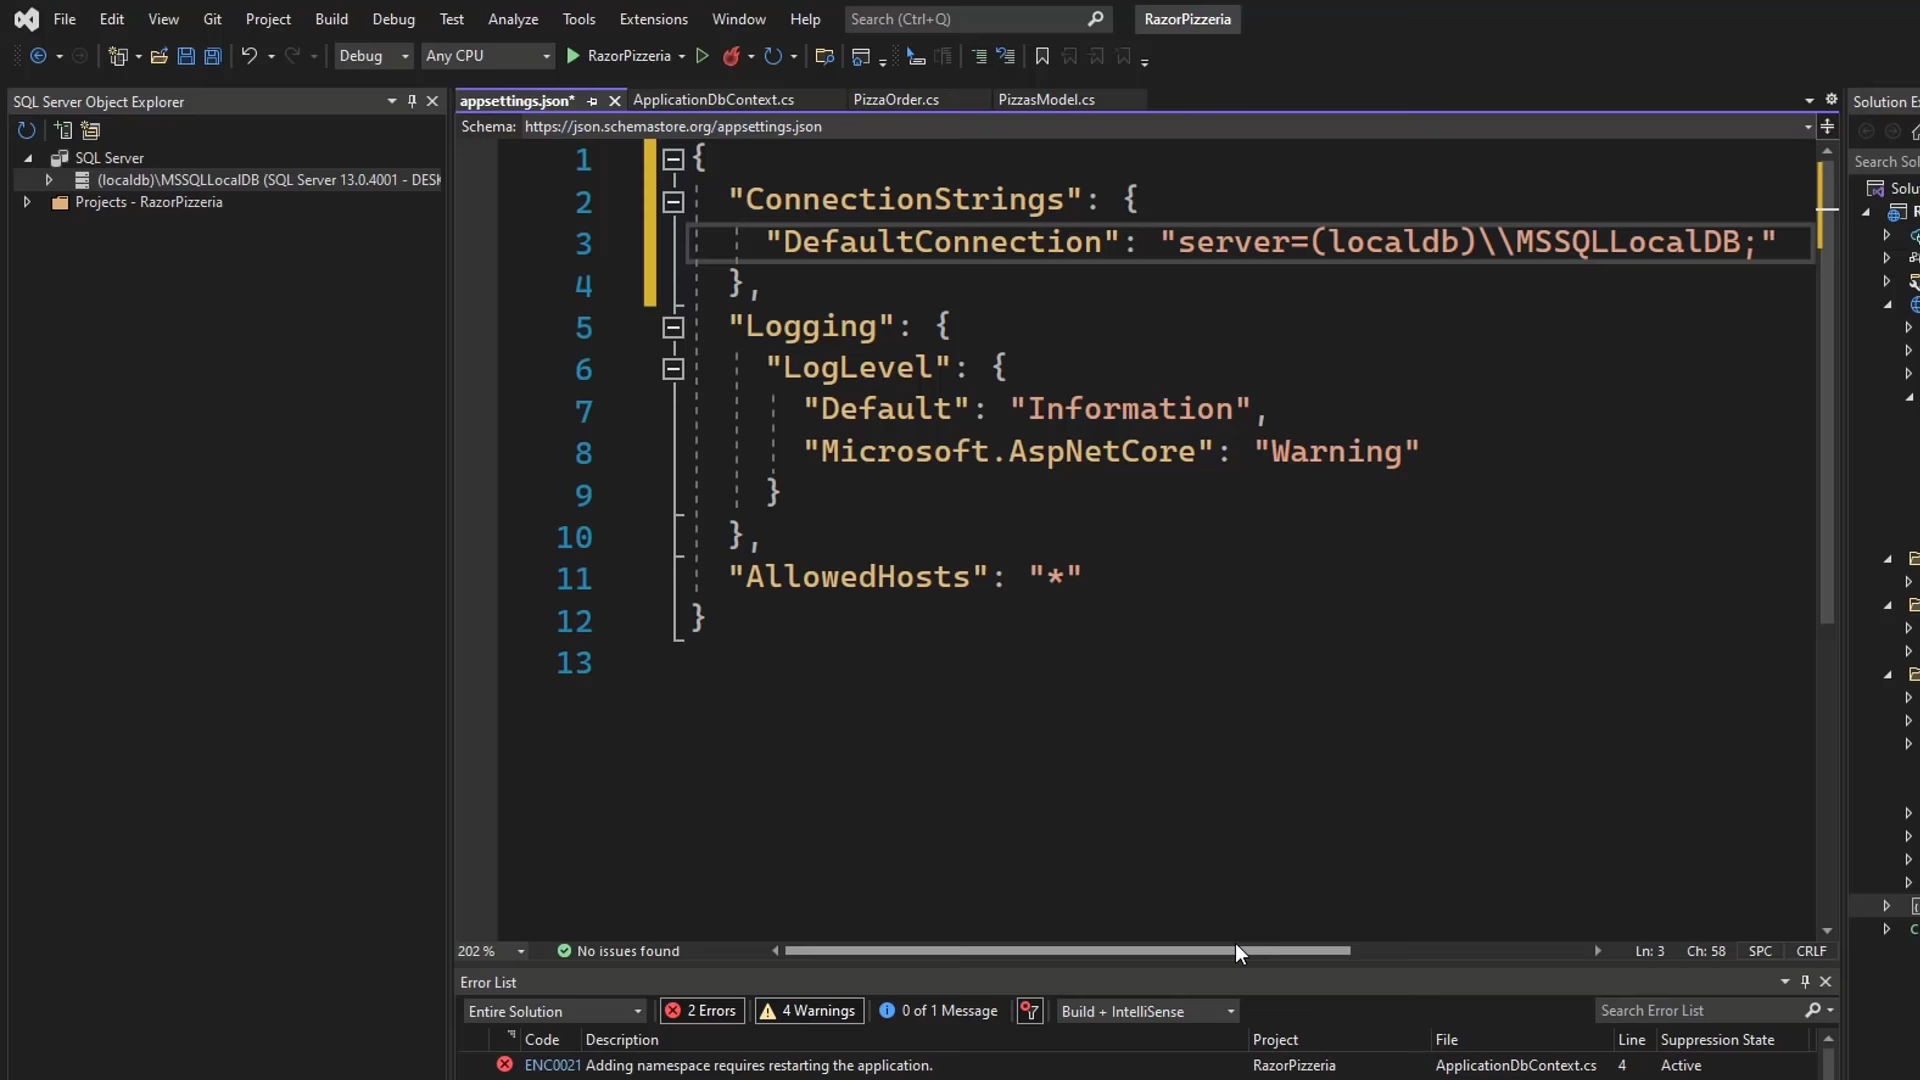 File Edit View Git Project Build Debug Test Analyze Tools Extensions Window Help Search (Ctrl+Q) RazorPizzeria
Debug Any CPU RazorPizzeria
SQL Server Object Explorer
SQL Server
(localdb)\MSSQLLocalDB (SQL Server 13.0.4001 - DESK
Projects - RazorPizzeria
appsettings.json* ApplicationDbContext.cs PizzaOrder.cs PizzasModel.cs
Schema: https://json.schemastore.org/appsettings.json
1 {
2 "ConnectionStrings": {
3 "DefaultConnection": "server=(localdb)\\MSSQLLocalDB;"
4 },
5 "Logging": {
6 "LogLevel": {
7 "Default": "Information",
8 "Microsoft.AspNetCore": "Warning"
9 }
10 },
11 "AllowedHosts": "*"
12 }
13
202 % No issues found Ln: 3 Ch: 58 SPC CRLF
Error List
Entire Solution 2 Errors 4 Warnings 0 of 1 Message Build + IntelliSense Search Error List
Code Description Project File Line Suppression State
ENC0021 Adding namespace requires restarting the application. RazorPizzeria ApplicationDbContext.cs 4 Active
Solution E
Search So
Solu